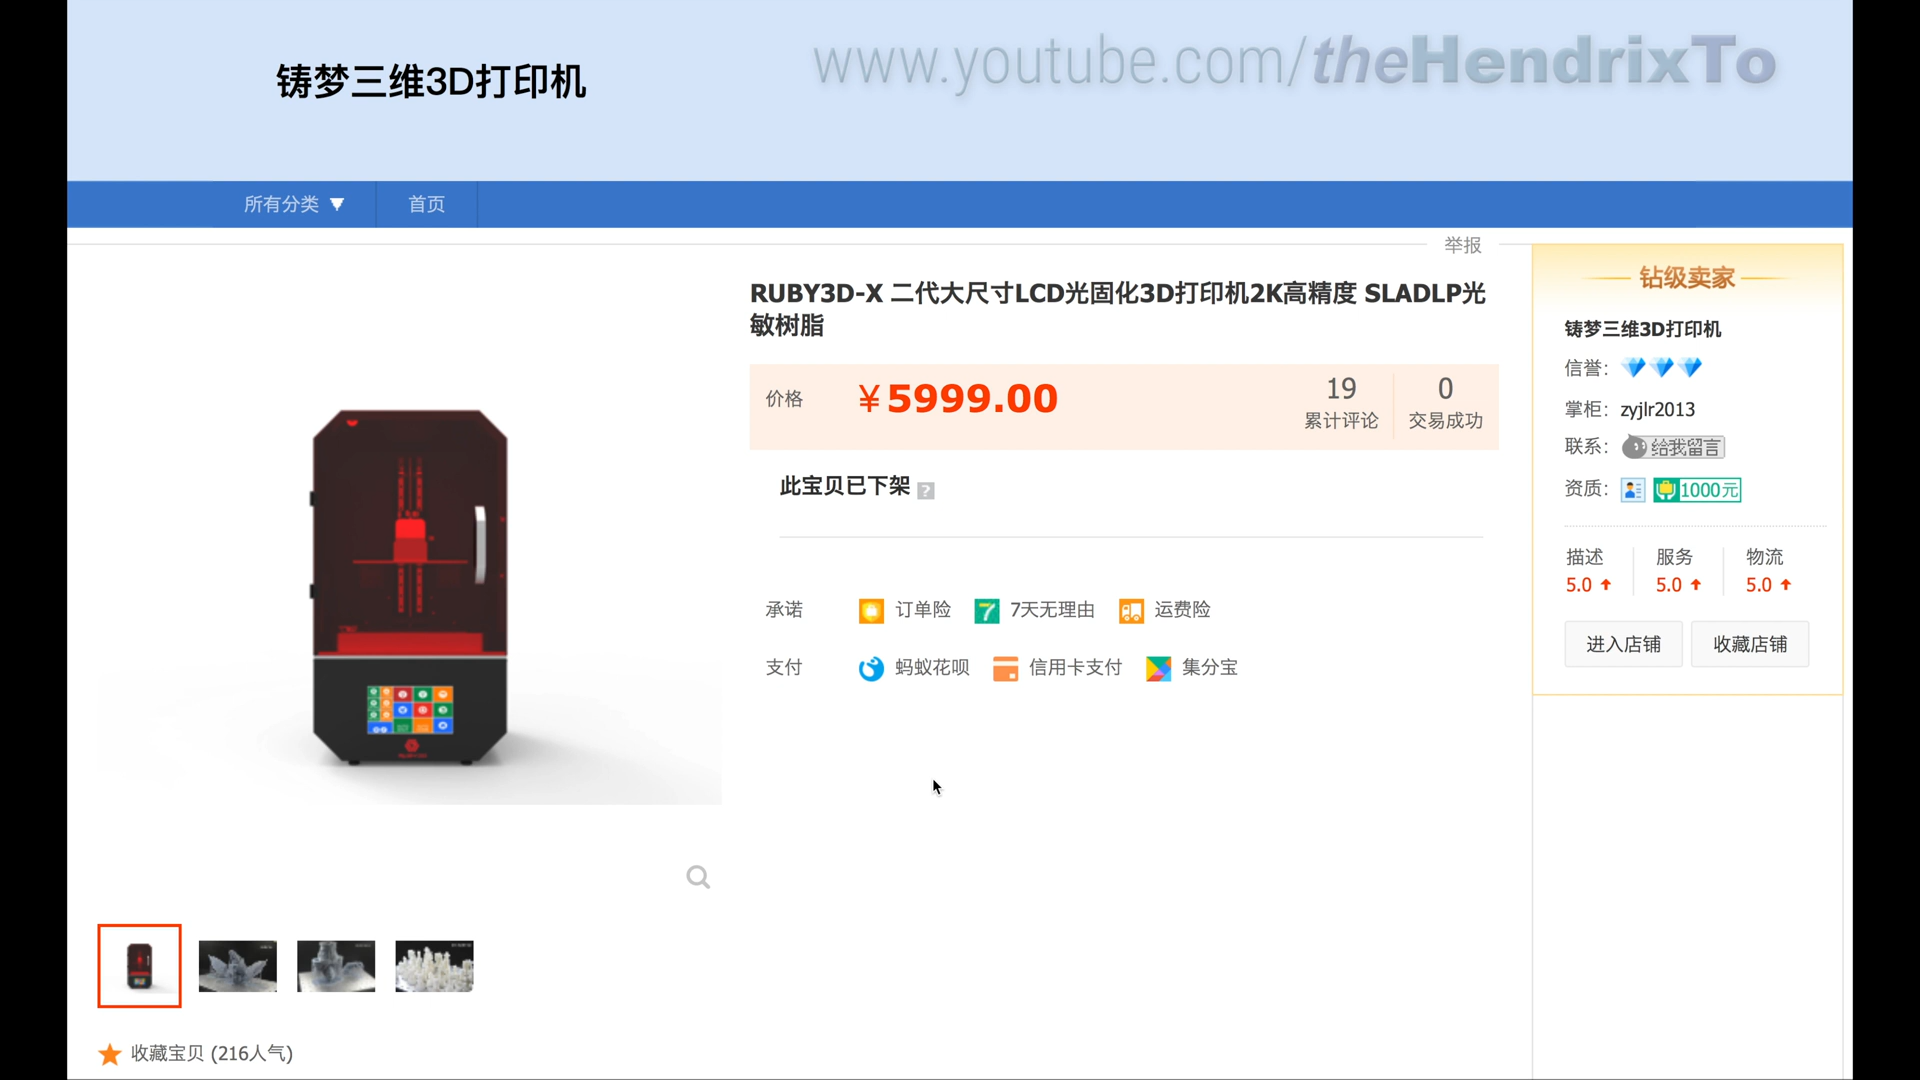 www.youtube.com/theHendrixTo
铸梦三维3D打印机
所有分类 ▼
首页
举报
RUBY3D-X 二代大尺寸LCD光固化3D打印机2K高精度 SLADLP光
敏树脂
价格 ¥5999.00
19
累计评论
0
交易成功
此宝贝已下架 ?
承诺 订单险 7天无理由 运费险
支付 蚂蚁花呗 信用卡支付 集分宝
收藏宝贝 (216人气)
钻级卖家
铸梦三维3D打印机
信誉：
掌柜： zyjlr2013
联系： 给我留言
资质： 1000元
描述 服务 物流
5.0 5.0 5.0
进入店铺 收藏店铺